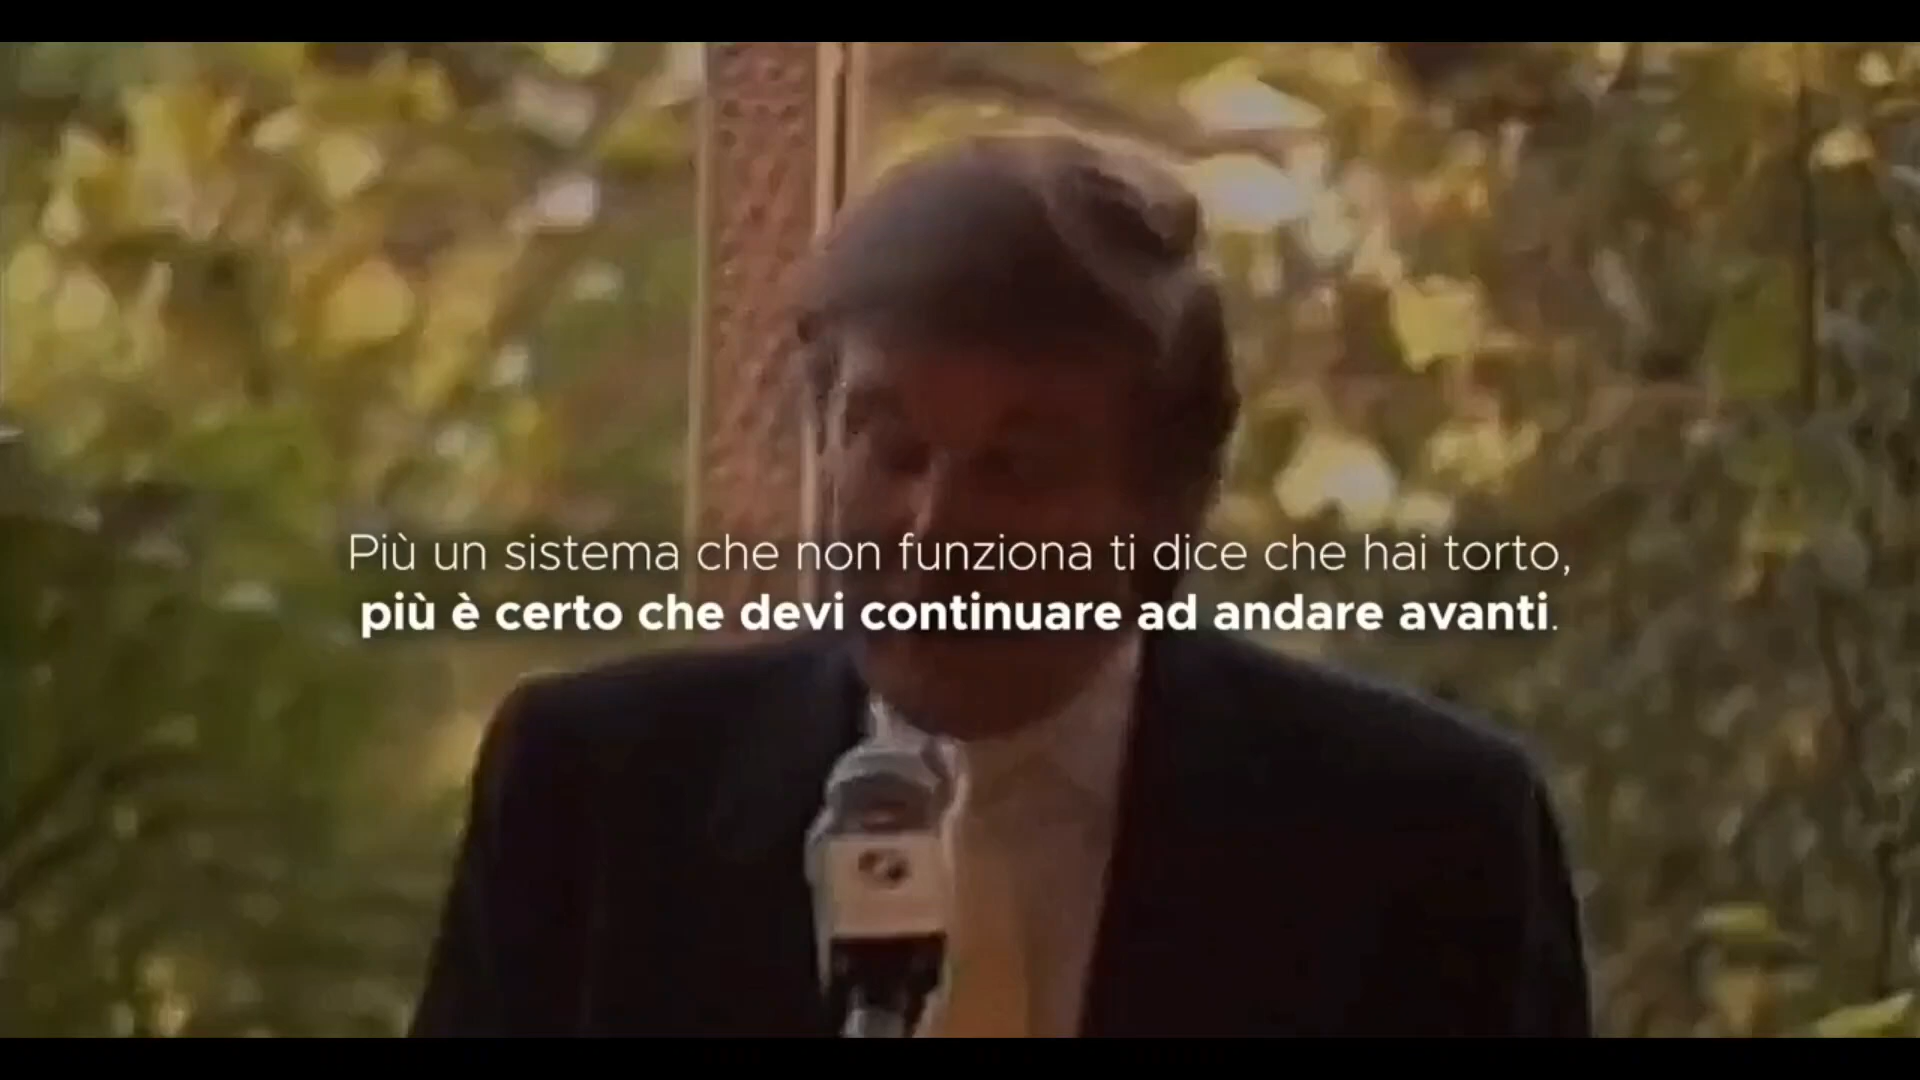 Più un sistema che non funziona ti dice che hai torto,
più è certo che devi continuare ad andare avanti.